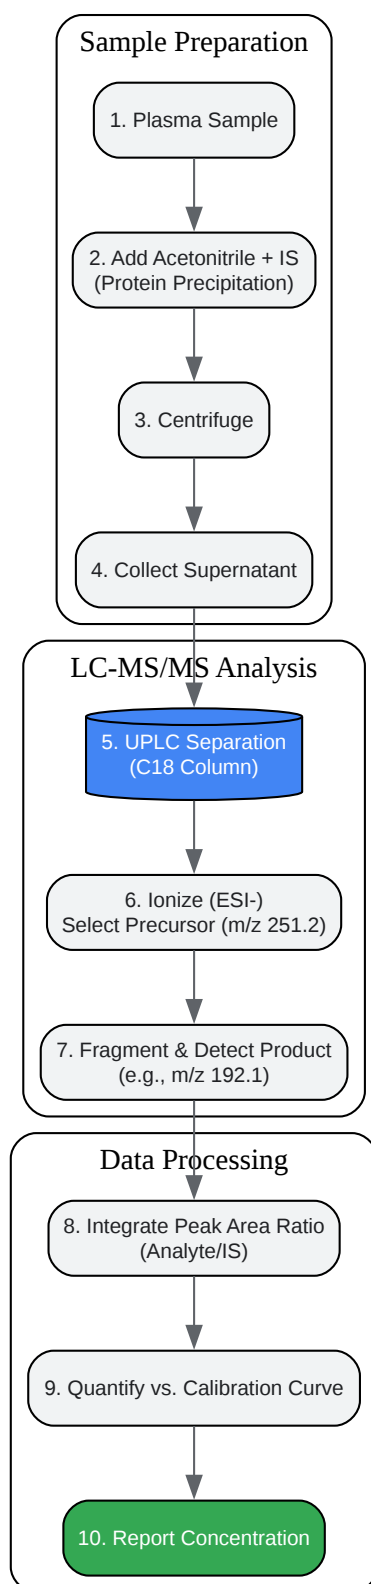 Sample Preparation
1. Plasma Sample
2. Add Acetonitrile + IS
(Protein Precipitation)
3. Centrifuge
4. Collect Supernatant
LC-MS/MS Analysis
5. UPLC Separation
(C18 Column)
6. Ionize (ESI-)
Select Precursor (m/z 251.2)
7. Fragment & Detect Product
(e.g., m/z 192.1)
Data Processing
8. Integrate Peak Area Ratio
(Analyte/IS)
9. Quantify vs. Calibration Curve
10. Report Concentration